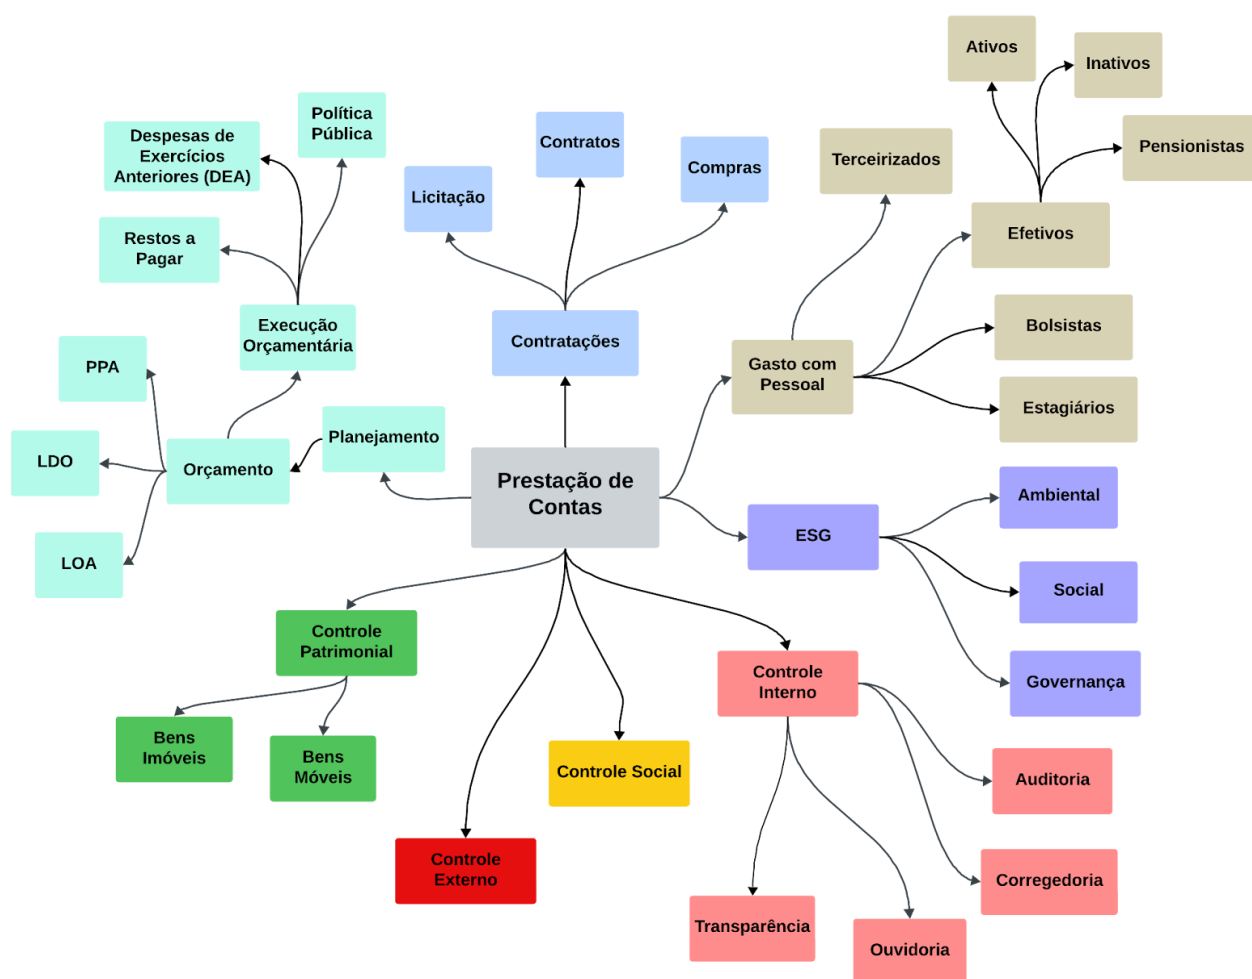 Ativos
Inativos
Política
Pública
Despesas de
Exercícios
Anteriores (DEA)
Contratos
Pensionistas
Terceirizados
Compras
Licitação
Efetivos
Restos a
Pagar
Execução
Orçamentária
Bolsistas
Contratações
PPA
Gasto com
Pessoal
Estagiários
Planejamento
LDO
Orçamento
Prestação de
Contas
Ambiental
ESG
LOA
Social
Controle
Patrimonial
Controle
Interno
Governança
Bens
Imóveis
Bens
Móveis
Controle Social
Auditoria
Controle
Externo
Corregedoria
Transparência
Ouvidoria